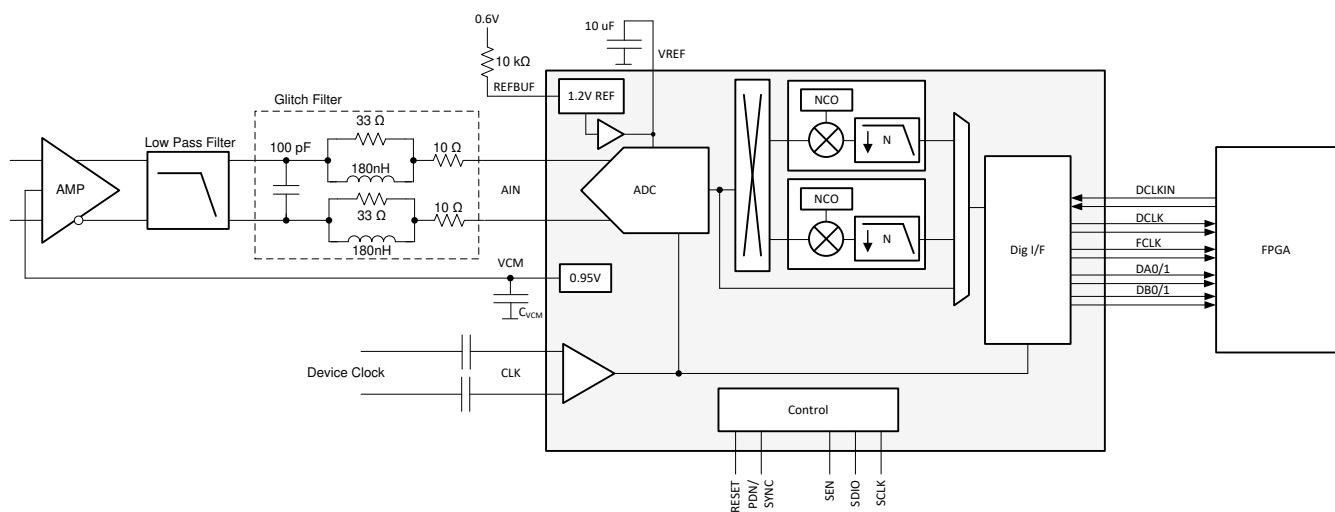 0.6V
10 uF
VREF
10 kΩ
REFBUF
1.2V REF
NCO
N
Glitch Filter
33 Ω
Low Pass Filter
100 pF
10 Ω
180nH
AMP
AIN
ADC
33 Ω
10 Ω
180nH
NCO
N
VCM
0.95V
CVCM
Dig I/F
DCLKIN
DCLK
FCLK
DA0/1
DB0/1
FPGA
Device Clock
CLK
Control
RESET
PDN/
SYNC
SEN
SDIO
SCLK